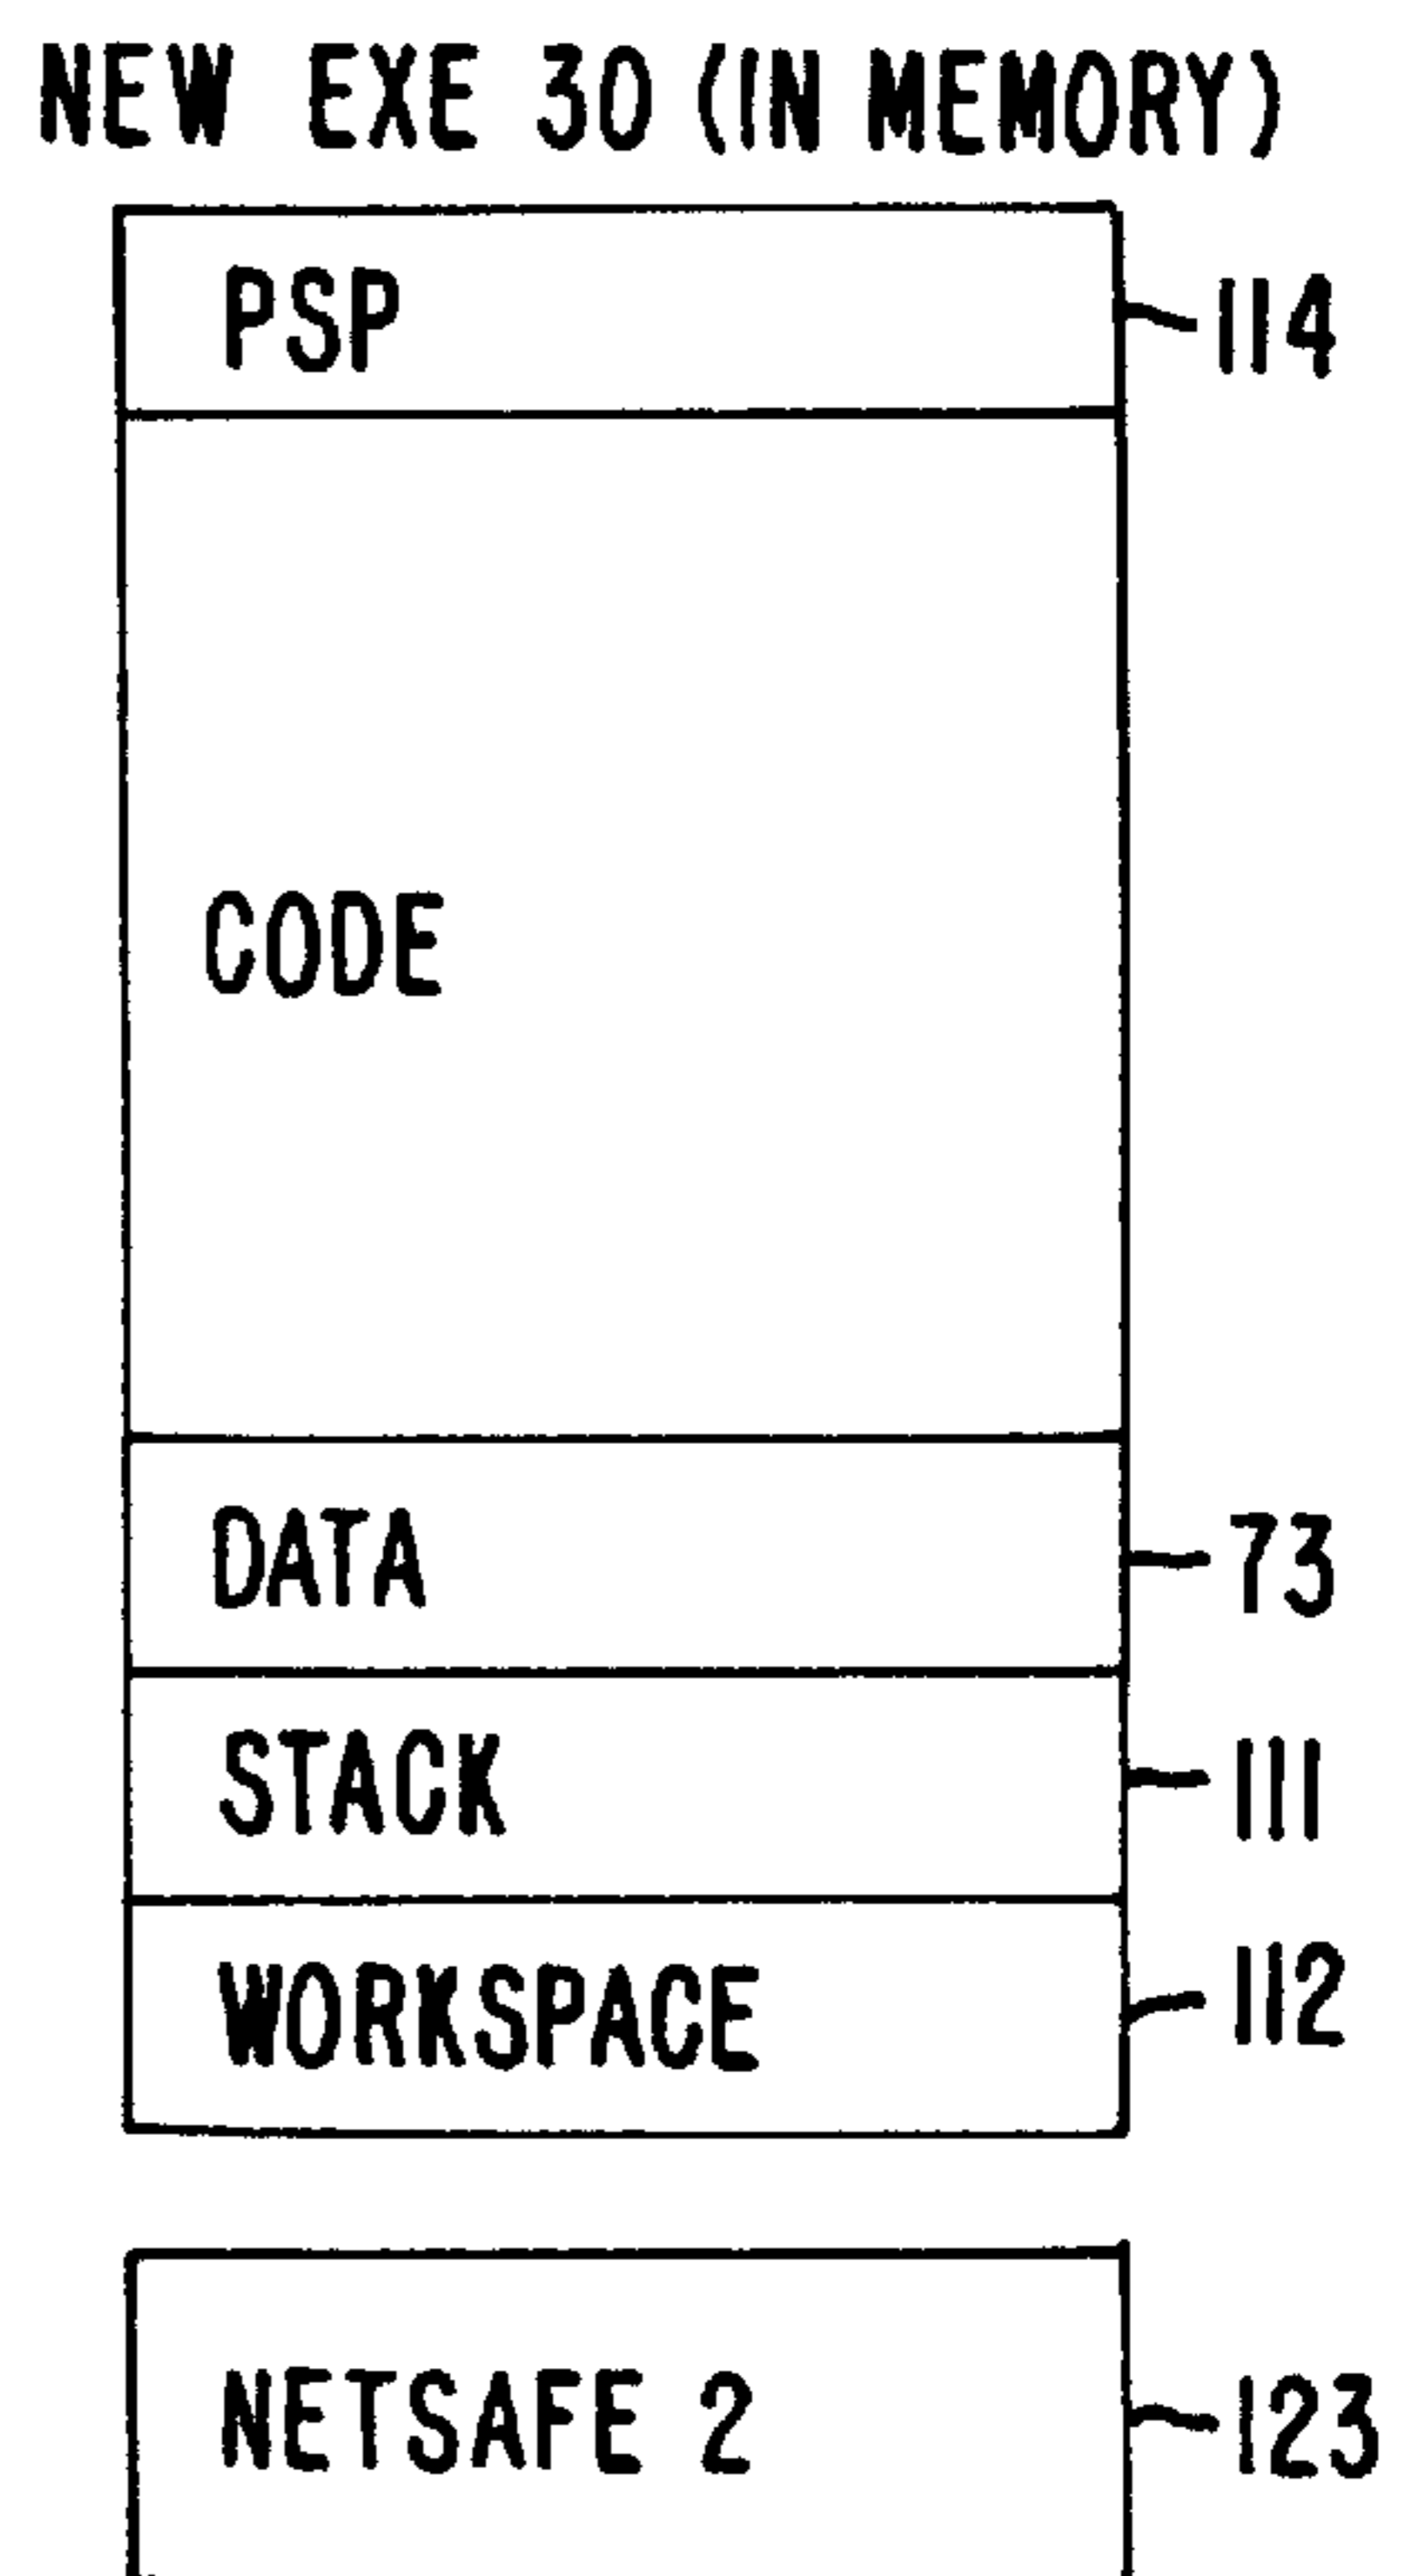 NEW EXE 30 (IN MEMORY)
PSP 114
CODE
DATA 73
STACK 111
WORKSPACE 112
NETSAFE 2 123